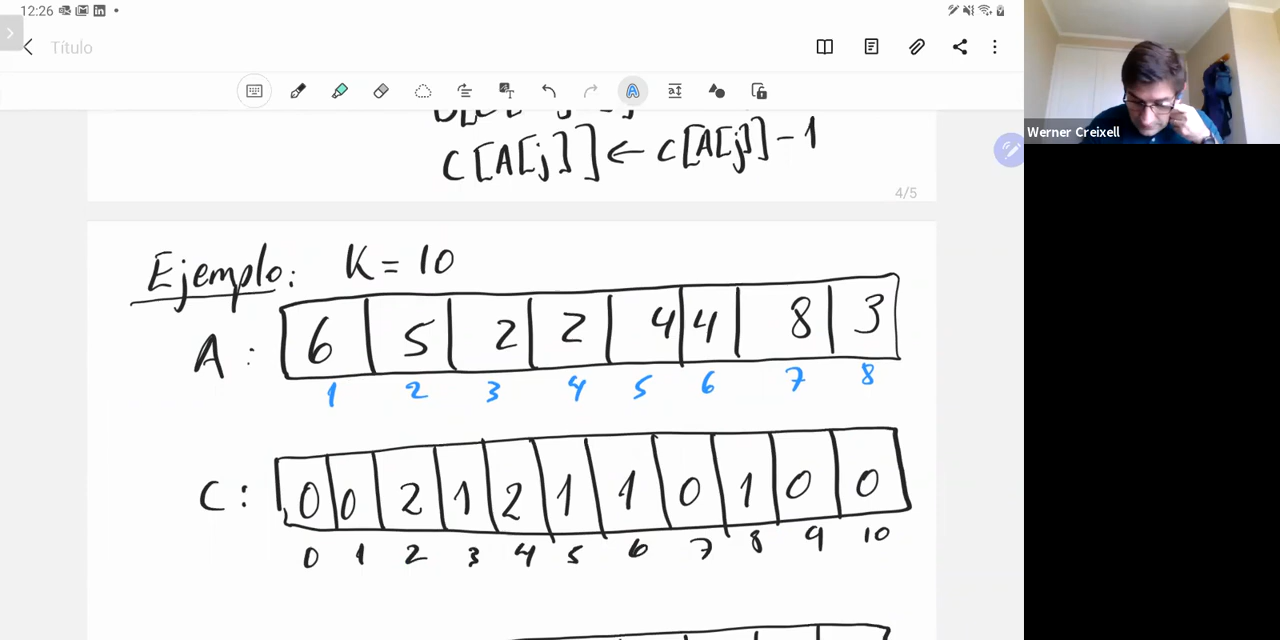 12:26
Título
Werner Creixell
C[A[j]] ← C[A[j]] - 1
4/5
Ejemplo: K = 10
A: 6 5 2 2 4 4 8 3
1 2 3 4 5 6 7 8
C: 0 0 2 1 2 1 1 0 1 0 0
0 1 2 3 4 5 6 7 8 9 10